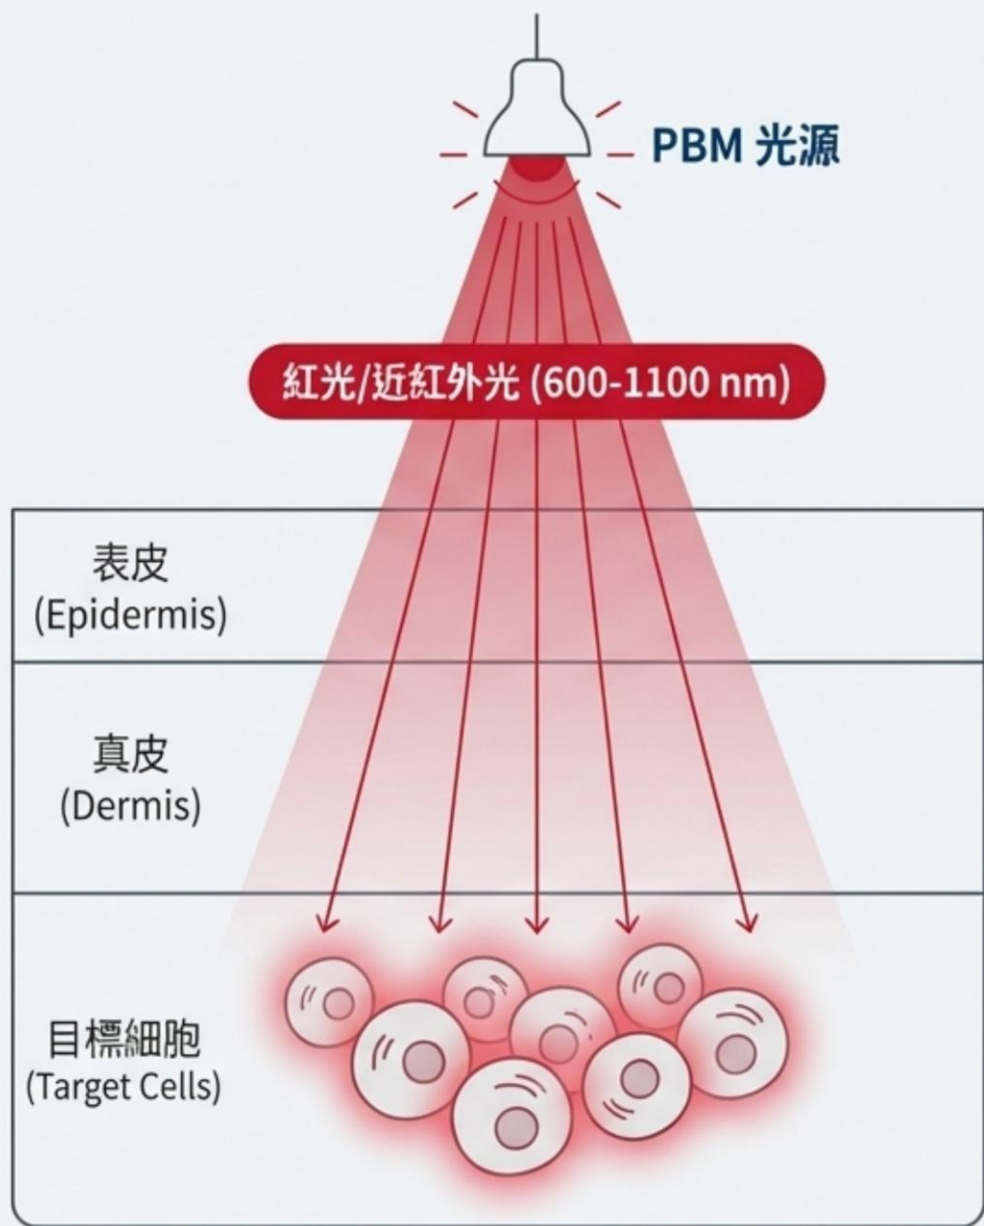 PBM 光源
紅光/近紅外光 (600-1100 nm)
表皮
(Epidermis)
真皮
(Dermis)
目標細胞
(Target Cells)